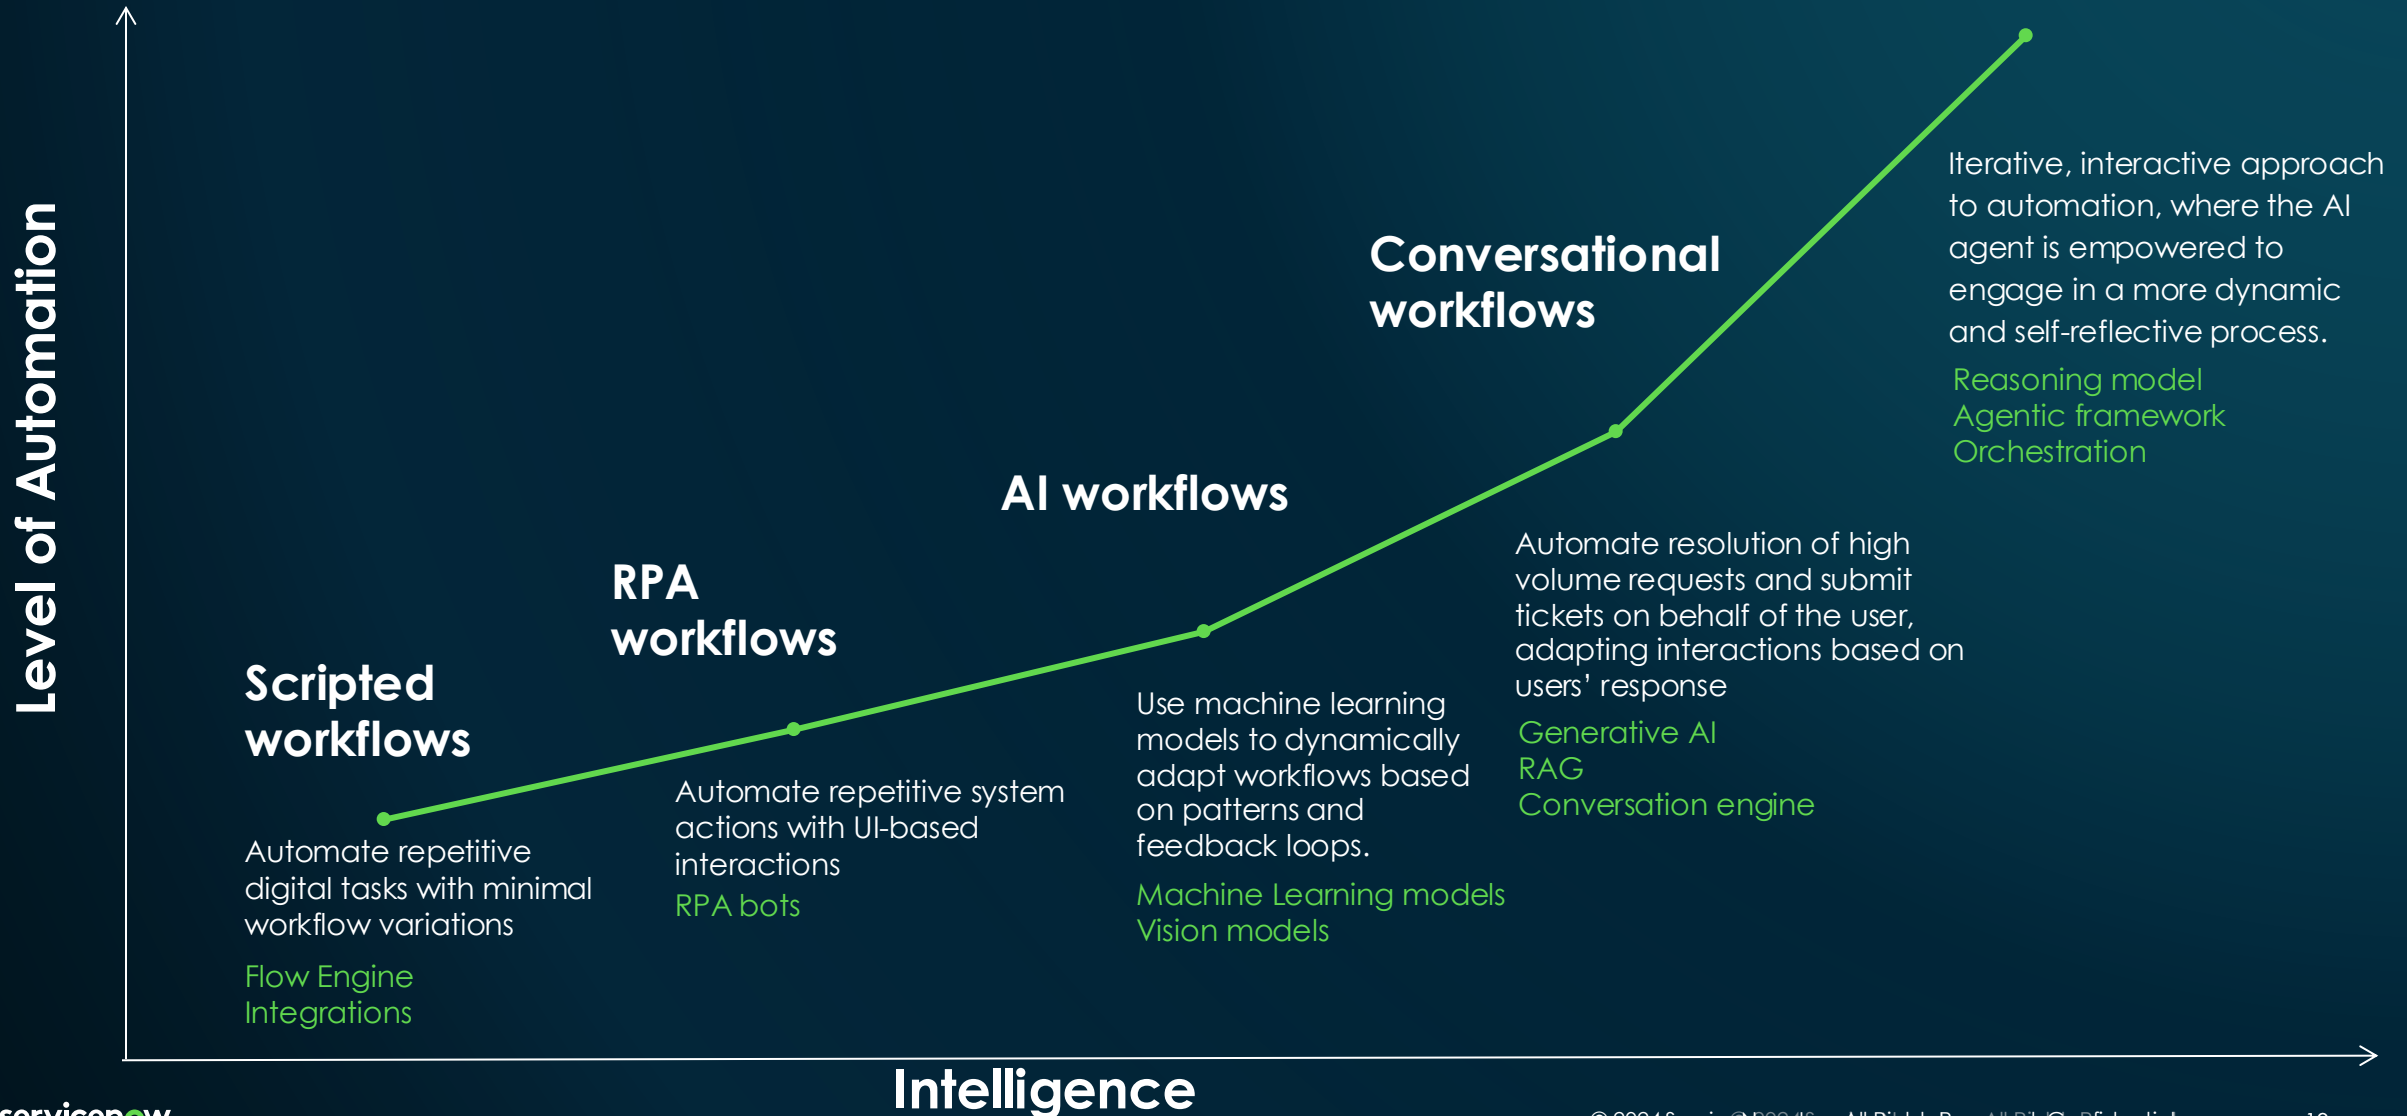 Level of Automation
Scripted
workflows
Automate repetitive
digital tasks with minimal
workflow variations
Flow Engine
Integrations
RPA
workflows
Automate repetitive system
actions with UI-based
interactions
RPA bots
AI workflows
Use machine learning
models to dynamically
adapt workflows based
on patterns and
feedback loops.
Machine Learning models
Vision models
Conversational
workflows
Automate resolution of high
volume requests and submit
tickets on behalf of the user,
adapting interactions based on
users’ response
Generative AI
RAG
Conversation engine
Iterative, interactive approach
to automation, where the AI
agent is empowered to
engage in a more dynamic
and self-reflective process.
Reasoning model
Agentic framework
Orchestration
Intelligence
servicenow